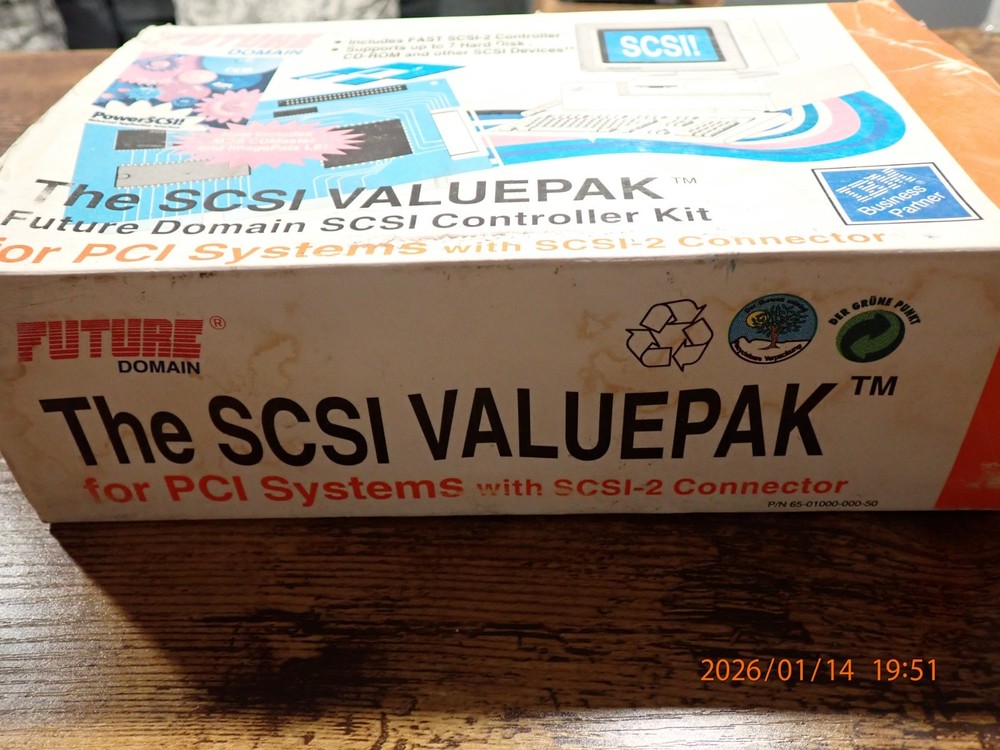 FUTURE
DOMAIN
• Includes FAST SCSI-2 Controller
• Supports up to 7 Hard Disk
CD-ROM and other SCSI Devices
SCSI!
PowerSCSI!
The SCSI VALUEPAK™
Future Domain SCSI Controller Kit
for PCI Systems with SCSI-2 Connector
IBM
Business
Partner
FUTURE®
DOMAIN
DER GRÜNE PUNKT
The SCSI VALUEPAK™
for PCI Systems with SCSI-2 Connector
P/N 65-01000-000-50
2026/01/14 19:51